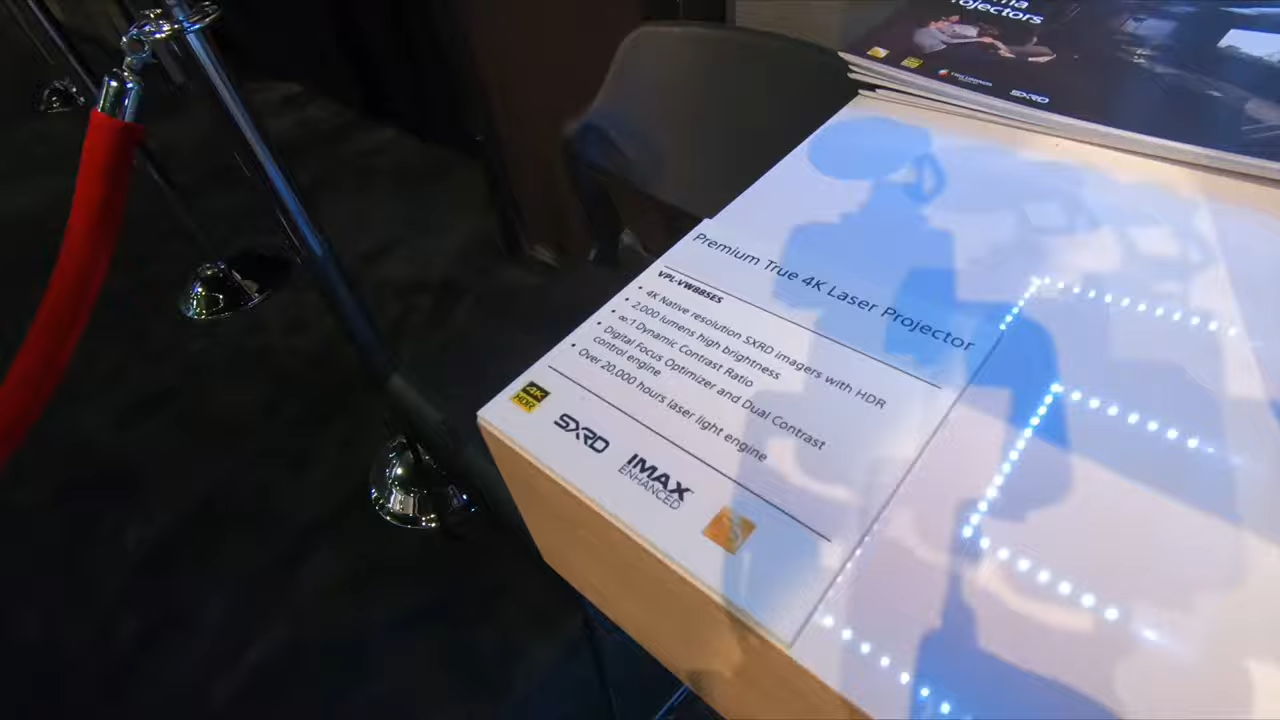 ojectors
SXRD
Premium True 4K Laser Projector
VPL-VW885ES
• 4K Native resolution SXRD imagers with HDR
• 2,000 lumens high brightness
• ∞:1 Dynamic Contrast Ratio
• Digital Focus Optimizer and Dual Contrast
control engine
• Over 20,000 hours laser light engine
4K
HDR
SXRD
IMAX
ENHANCED